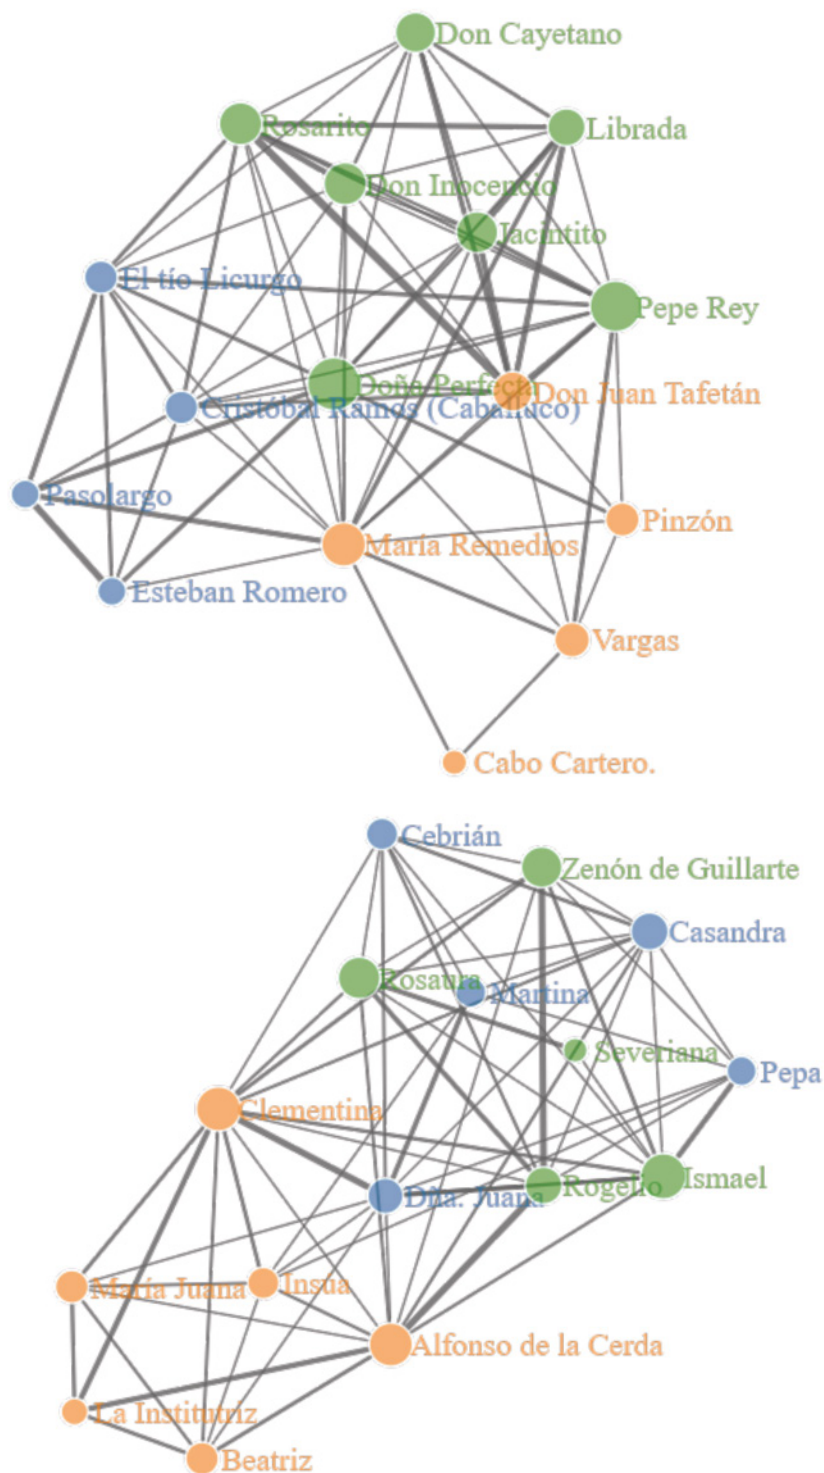 Don Cayetano
Rosarito
Librada
Don Inocencio
Jacintito
El tío Licurgo
Pepe Rey
Doña Perfecta
Don Juan Tafetán
Cristóbal Ramos (Caballuco)
Pasolargo
Pinzón
María Remedios
Esteban Romero
Vargas
Cabo Cartero.
Cebrián
Zenón de Guillarte
Casandra
Rosaura
Martina
Severiana
Pepa
Clementina
Ismael
Rogelio
Dña. Juana
María Juana
Insúa
Alfonso de la Cerda
La Institutriz
Beatriz